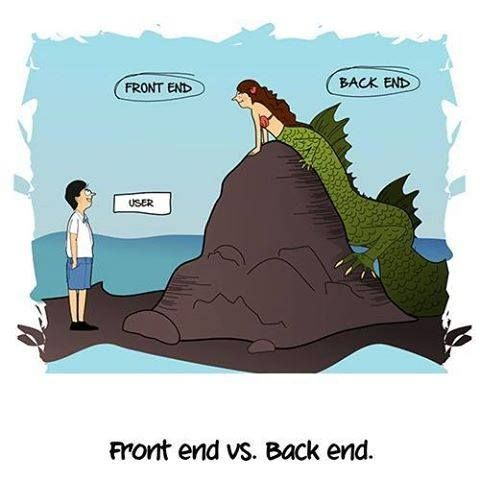 FRONT END
BACK END
USER
Front end vs. Back end.